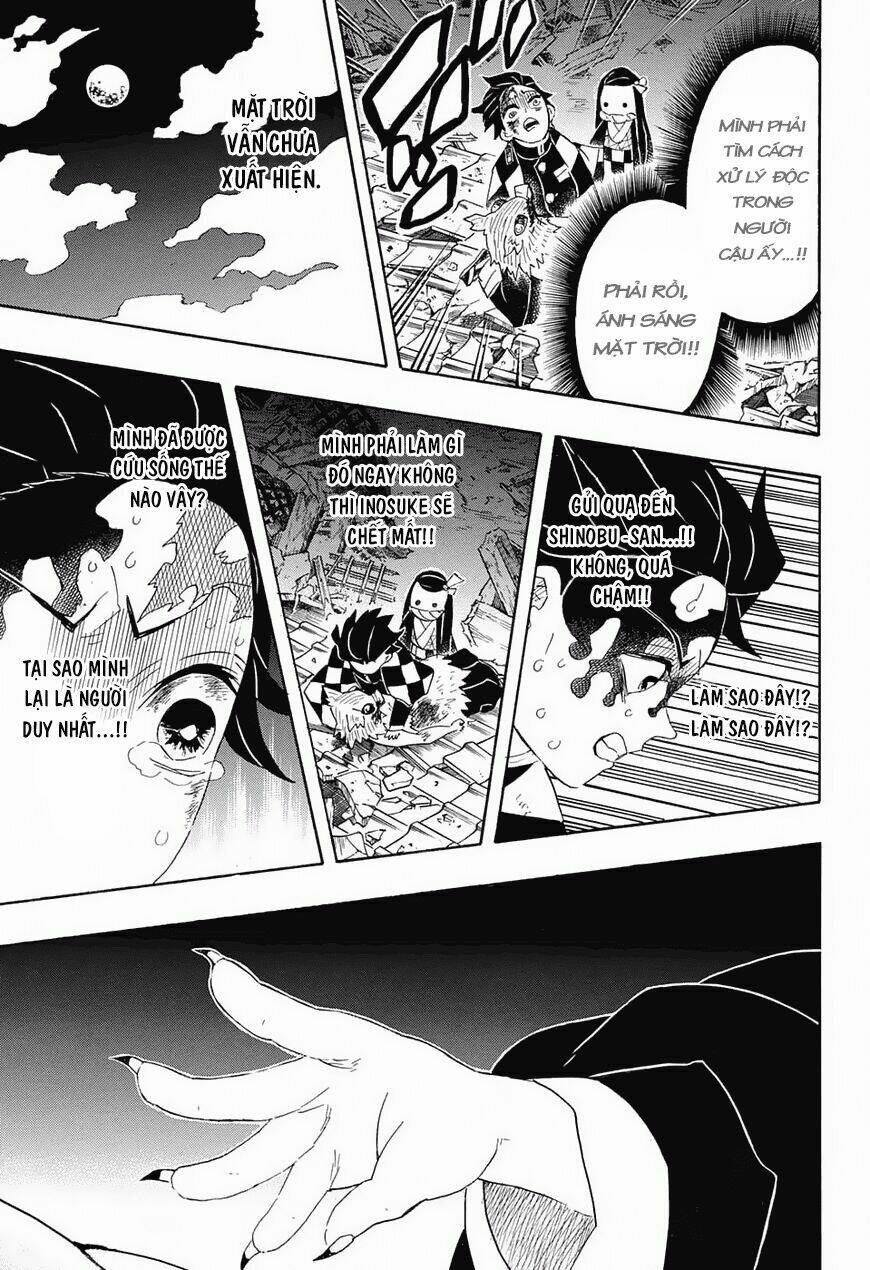 MÌNH PHẢI
TÌM CÁCH
XỬ LÝ ĐỘC
TRONG
NGƯỜI
CẬU ẤY...!!
PHẢI RỒI,
ÁNH SÁNG
MẶT TRỜI!!
MẶT TRỜI
VẪN CHƯA
XUẤT HIỆN.
GỬI QUẠ ĐẾN
SHINOBU-SAN...!!
KHÔNG, QUÁ
CHẬM!!
LÀM SAO ĐÂY!?
LÀM SAO ĐÂY!?
MÌNH PHẢI LÀM GÌ
ĐÓ NGAY KHÔNG
THÌ INOSUKE SẼ
CHẾT MẤT!!
MÌNH ĐÃ ĐƯỢC
CỨU SỐNG THẾ
NÀO VẬY?
TẠI SAO MÌNH
LẠI LÀ NGƯỜI
DUY NHẤT...!!